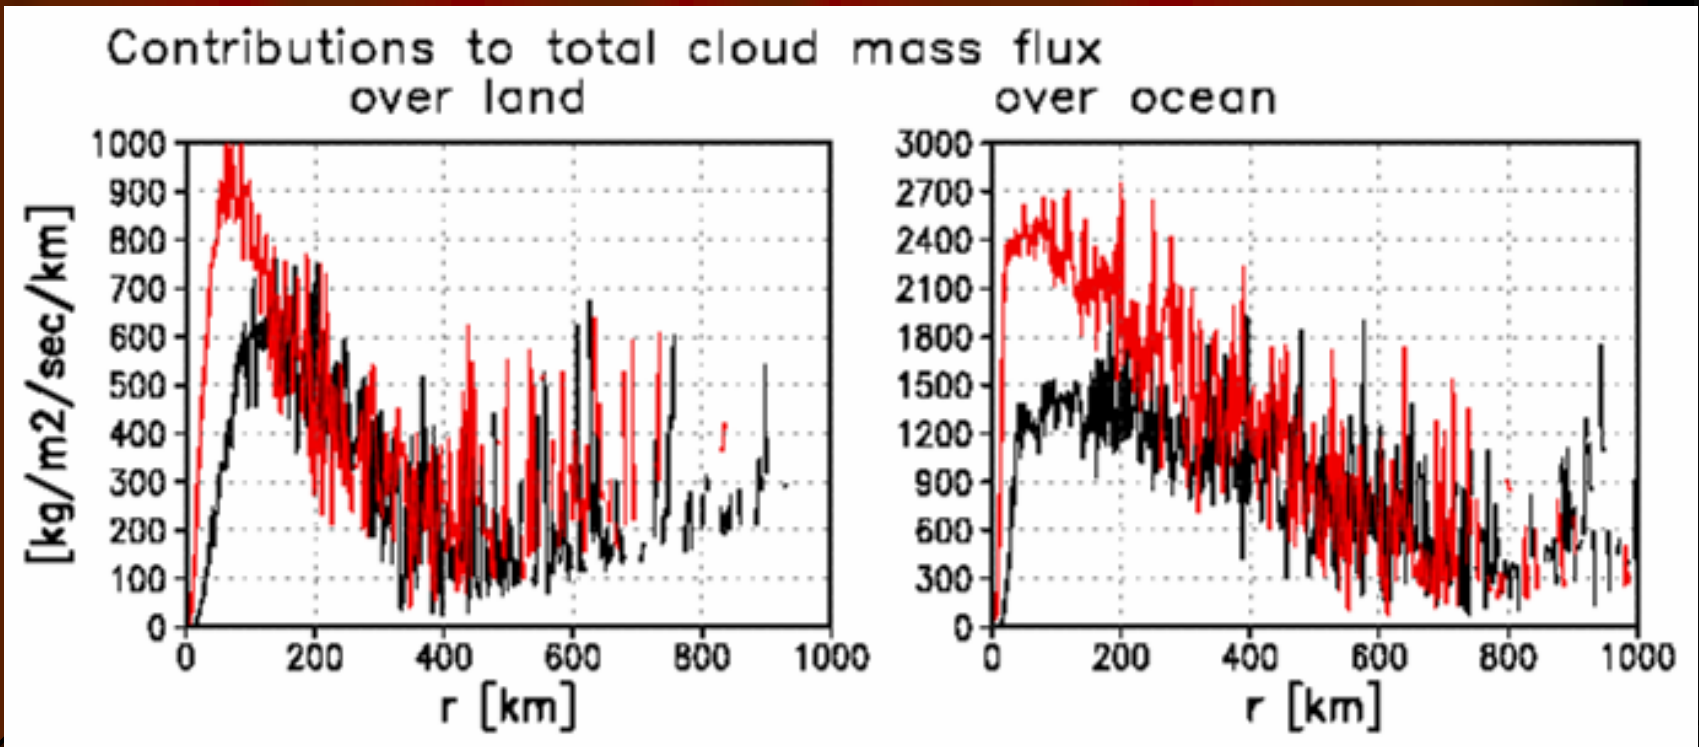 Contributions to total cloud mass flux
over land
over ocean
[kg/m2/sec/km]
1000
900
800
700
600
500
400
300
200
100
0
0 200 400 600 800 1000
r [km]
3000
2700
2400
2100
1800
1500
1200
900
600
300
0
0 200 400 600 800 1000
r [km]